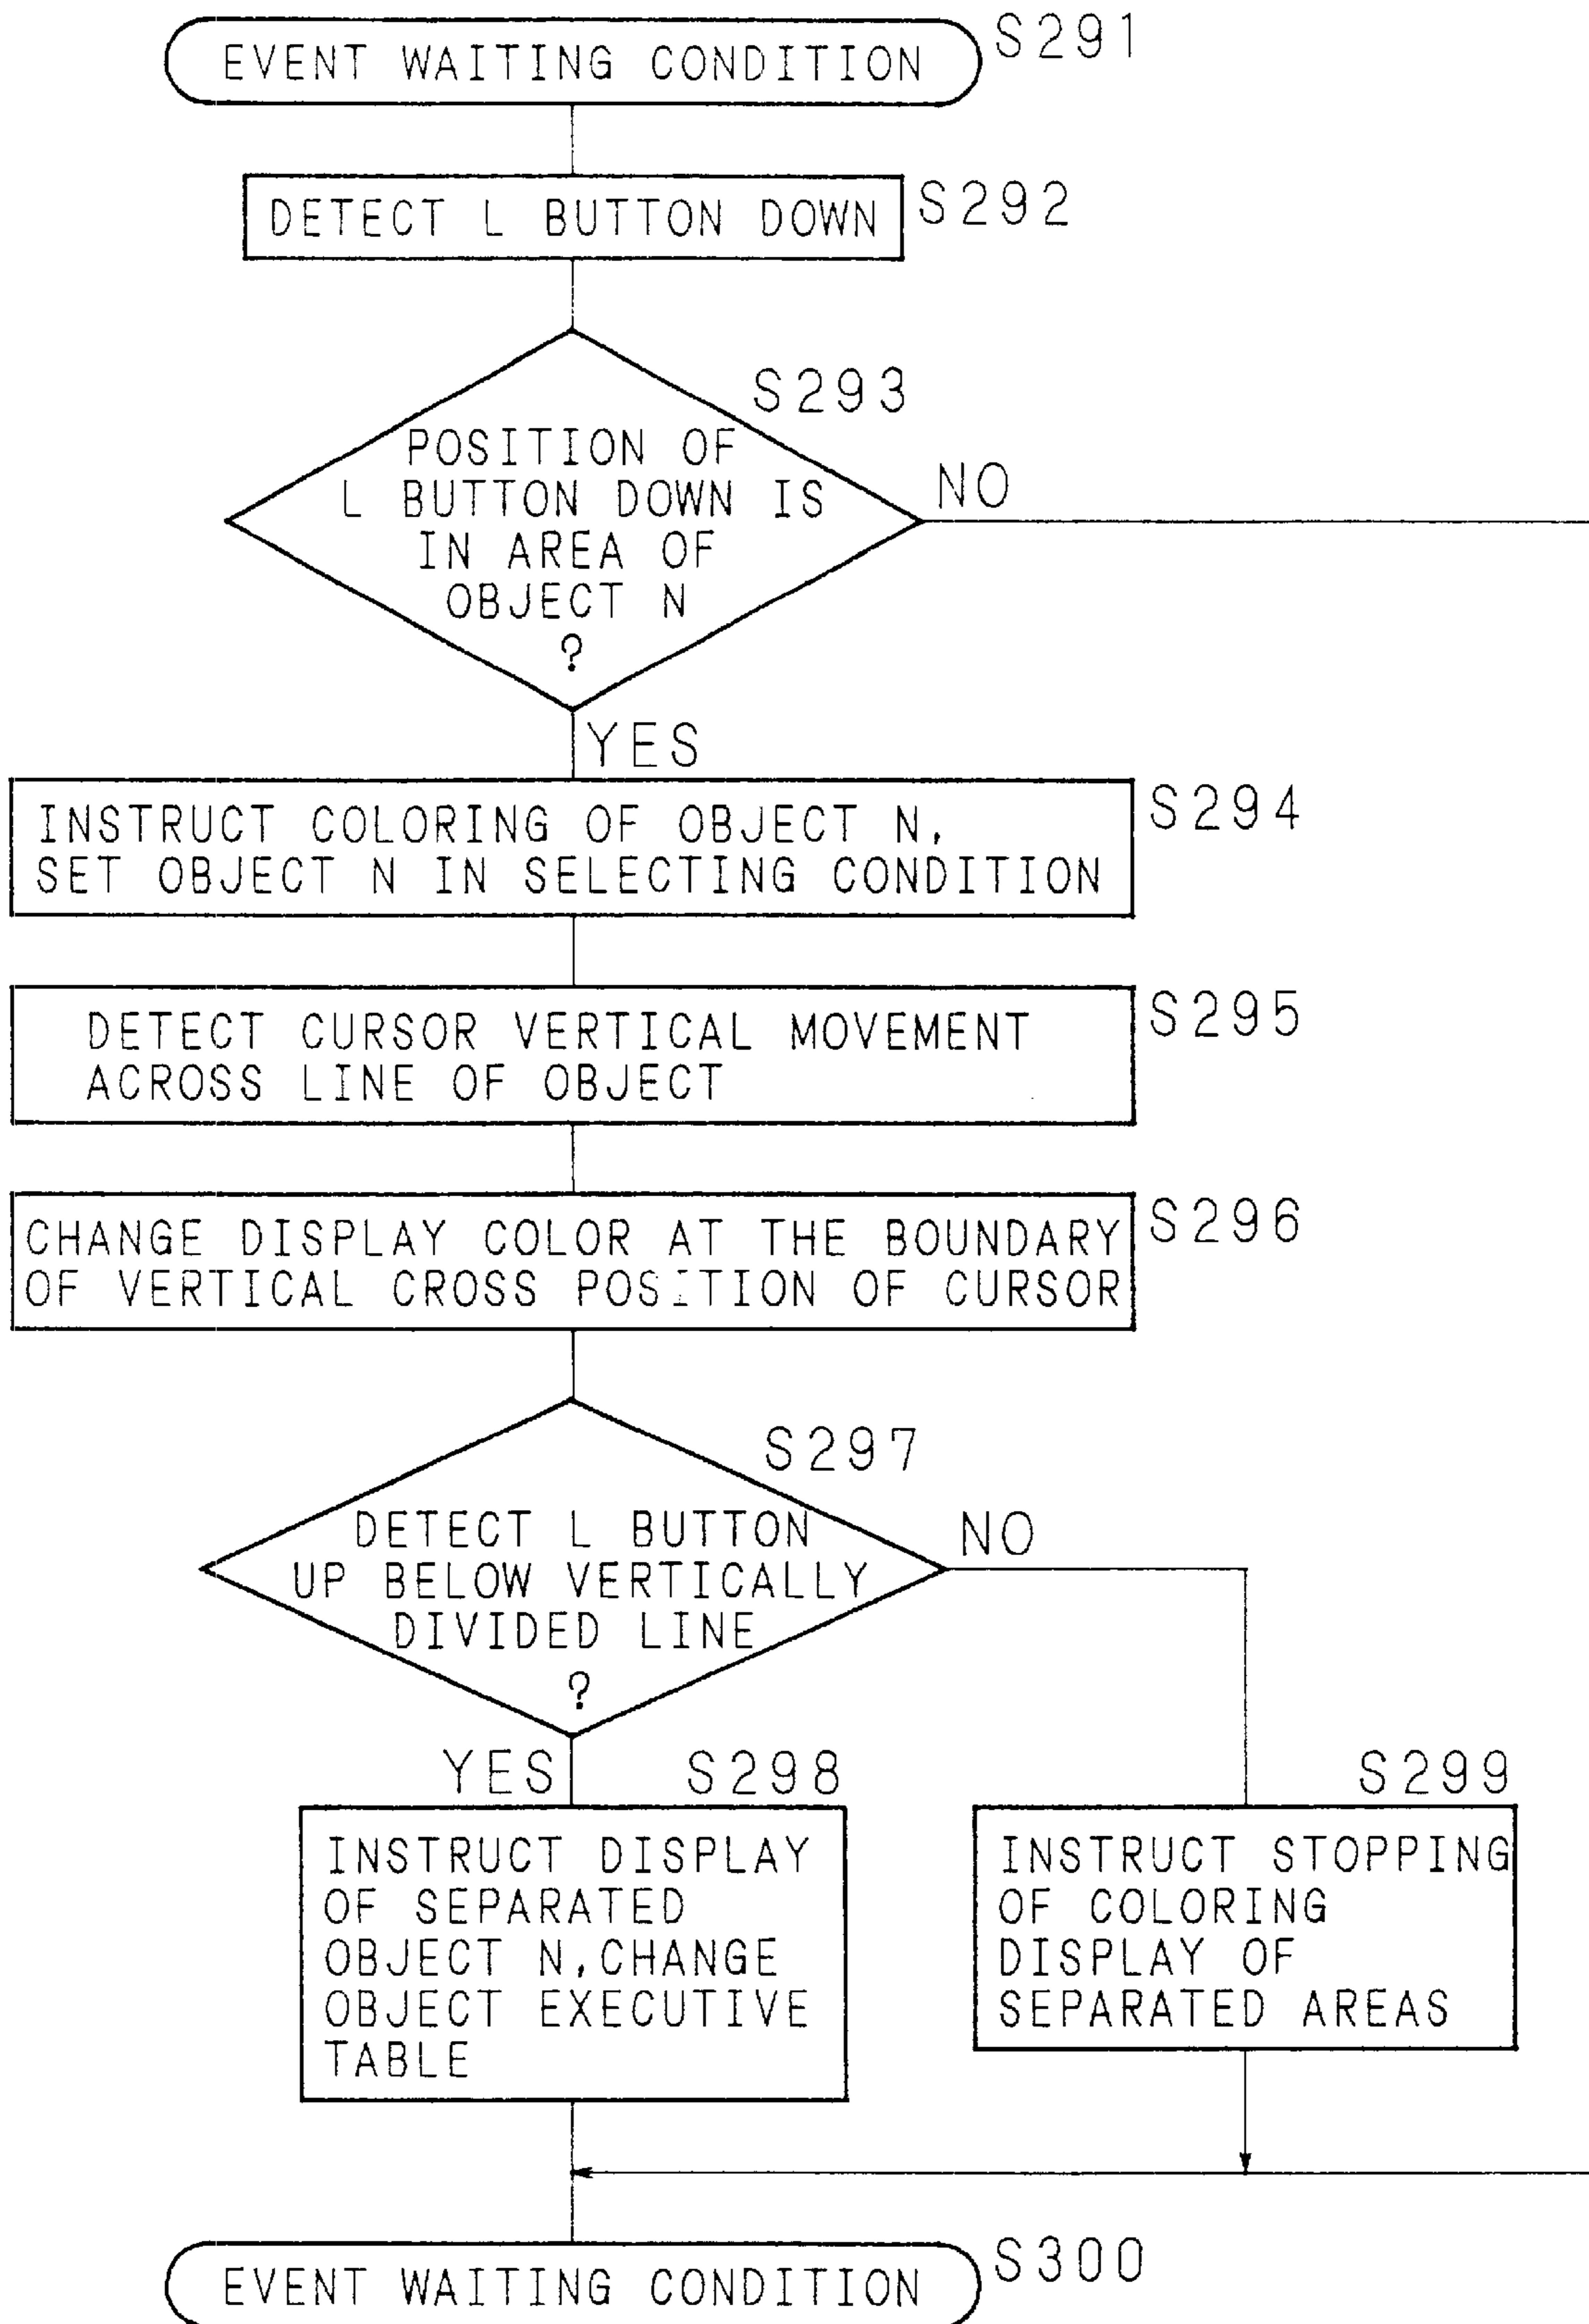 EVENT WAITING CONDITION S291
DETECT L BUTTON DOWN S292
S293
POSITION OF
L BUTTON DOWN IS
IN AREA OF
OBJECT N
?
NO
YES
INSTRUCT COLORING OF OBJECT N,
SET OBJECT N IN SELECTING CONDITION
S294
DETECT CURSOR VERTICAL MOVEMENT
ACROSS LINE OF OBJECT
S295
CHANGE DISPLAY COLOR AT THE BOUNDARY
OF VERTICAL CROSS POSITION OF CURSOR
S296
S297
DETECT L BUTTON
UP BELOW VERTICALLY
DIVIDED LINE
?
NO
YES
S298
INSTRUCT DISPLAY
OF SEPARATED
OBJECT N,CHANGE
OBJECT EXECUTIVE
TABLE
S299
INSTRUCT STOPPING
OF COLORING
DISPLAY OF
SEPARATED AREAS
EVENT WAITING CONDITION S300